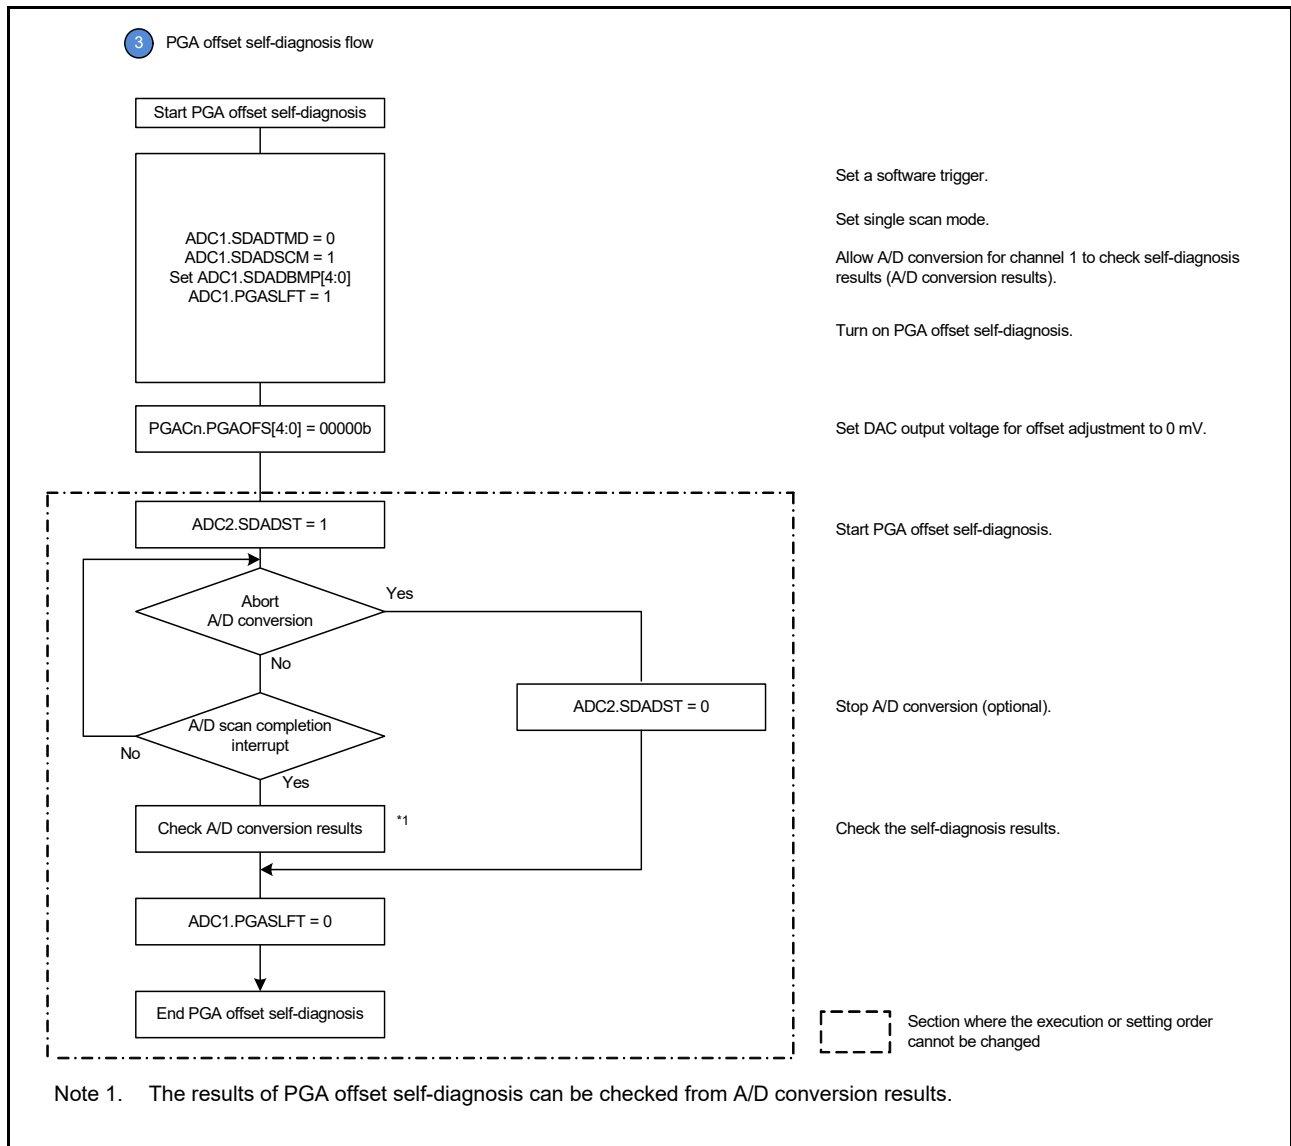 3 PGA offset self-diagnosis flow
Start PGA offset self-diagnosis
Set a software trigger.
Set single scan mode.
ADC1.SDADTMD = 0
ADC1.SDADSCM = 1
Set ADC1.SDADBMP[4:0]
ADC1.PGASLFT = 1
Allow A/D conversion for channel 1 to check self-diagnosis
results (A/D conversion results).
Turn on PGA offset self-diagnosis.
PGACn.PGAOFS[4:0] = 00000b
Set DAC output voltage for offset adjustment to 0 mV.
ADC2.SDADST = 1
Start PGA offset self-diagnosis.
Abort
A/D conversion
Yes
No
ADC2.SDADST = 0
Stop A/D conversion (optional).
A/D scan completion
interrupt
No
Yes
Check A/D conversion results
*1
Check the self-diagnosis results.
ADC1.PGASLFT = 0
End PGA offset self-diagnosis
Section where the execution or setting order
cannot be changed
Note 1. The results of PGA offset self-diagnosis can be checked from A/D conversion results.